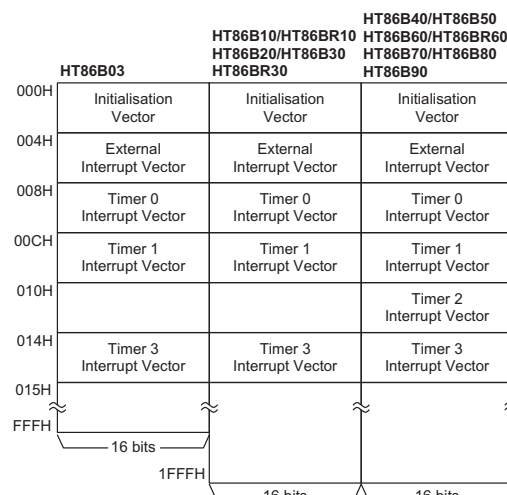 HT86B03
HT86B10/HT86BR10
HT86B20/HT86B30
HT86BR30
HT86B40/HT86B50
HT86B60/HT86BR60
HT86B70/HT86B80
HT86B90
000H
Initialisation
Vector
Initialisation
Vector
Initialisation
Vector
004H
External
Interrupt Vector
External
Interrupt Vector
External
Interrupt Vector
008H
Timer 0
Interrupt Vector
Timer 0
Interrupt Vector
Timer 0
Interrupt Vector
00CH
Timer 1
Interrupt Vector
Timer 1
Interrupt Vector
Timer 1
Interrupt Vector
010H
Timer 2
Interrupt Vector
014H
Timer 3
Interrupt Vector
Timer 3
Interrupt Vector
Timer 3
Interrupt Vector
015H
FFFH
16 bits
1FFFH
16 bits
16 bits